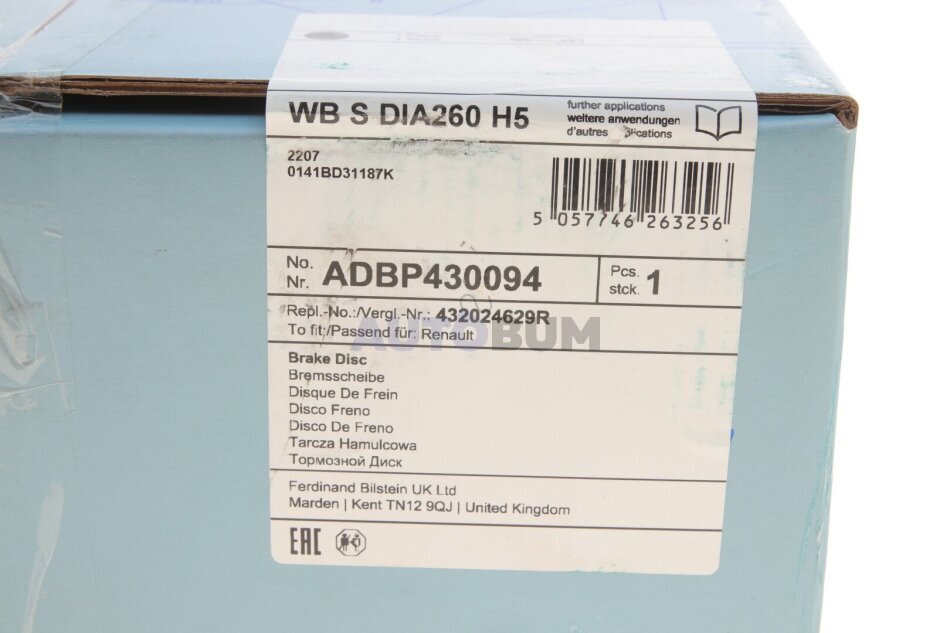 WB S DIA260 H5
further applications
weitere anwendungen
d'autres
2207
0141BD31187K
5 057746 263256
No.
Nr. ADBP430094
Pcs.
stck. 1
Repl.-No.:/Vergl.-Nr.: 432024629R
To fit:/Passend für: Renault
AUTOBUM
Brake Disc
Bremsscheibe
Disque De Frein
Disco Freno
Disco De Freno
Tarcza Hamulcowa
Тормозной Диск
Ferdinand Bilstein UK Ltd
Marden | Kent TN12 9QJ | United Kingdom
EAC